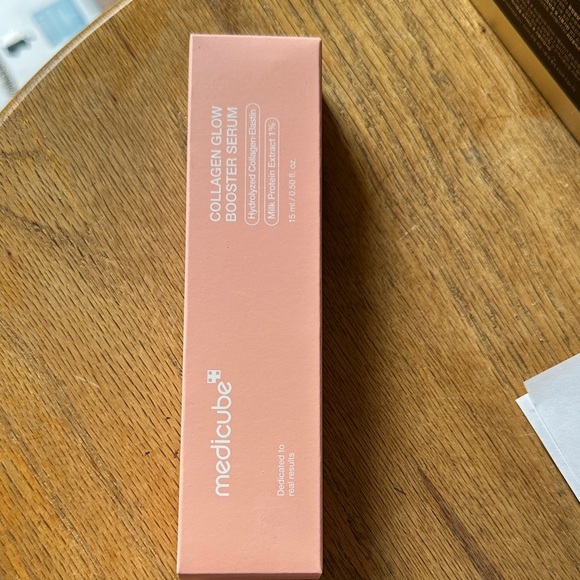 COLLAGEN GLOW
BOOSTER SERUM
Hydrolyzed Collagen·Elastin
Milk Protein Extract 1%
15 ml / 0.50 fl. oz.
medicube
Dedicated to
real results